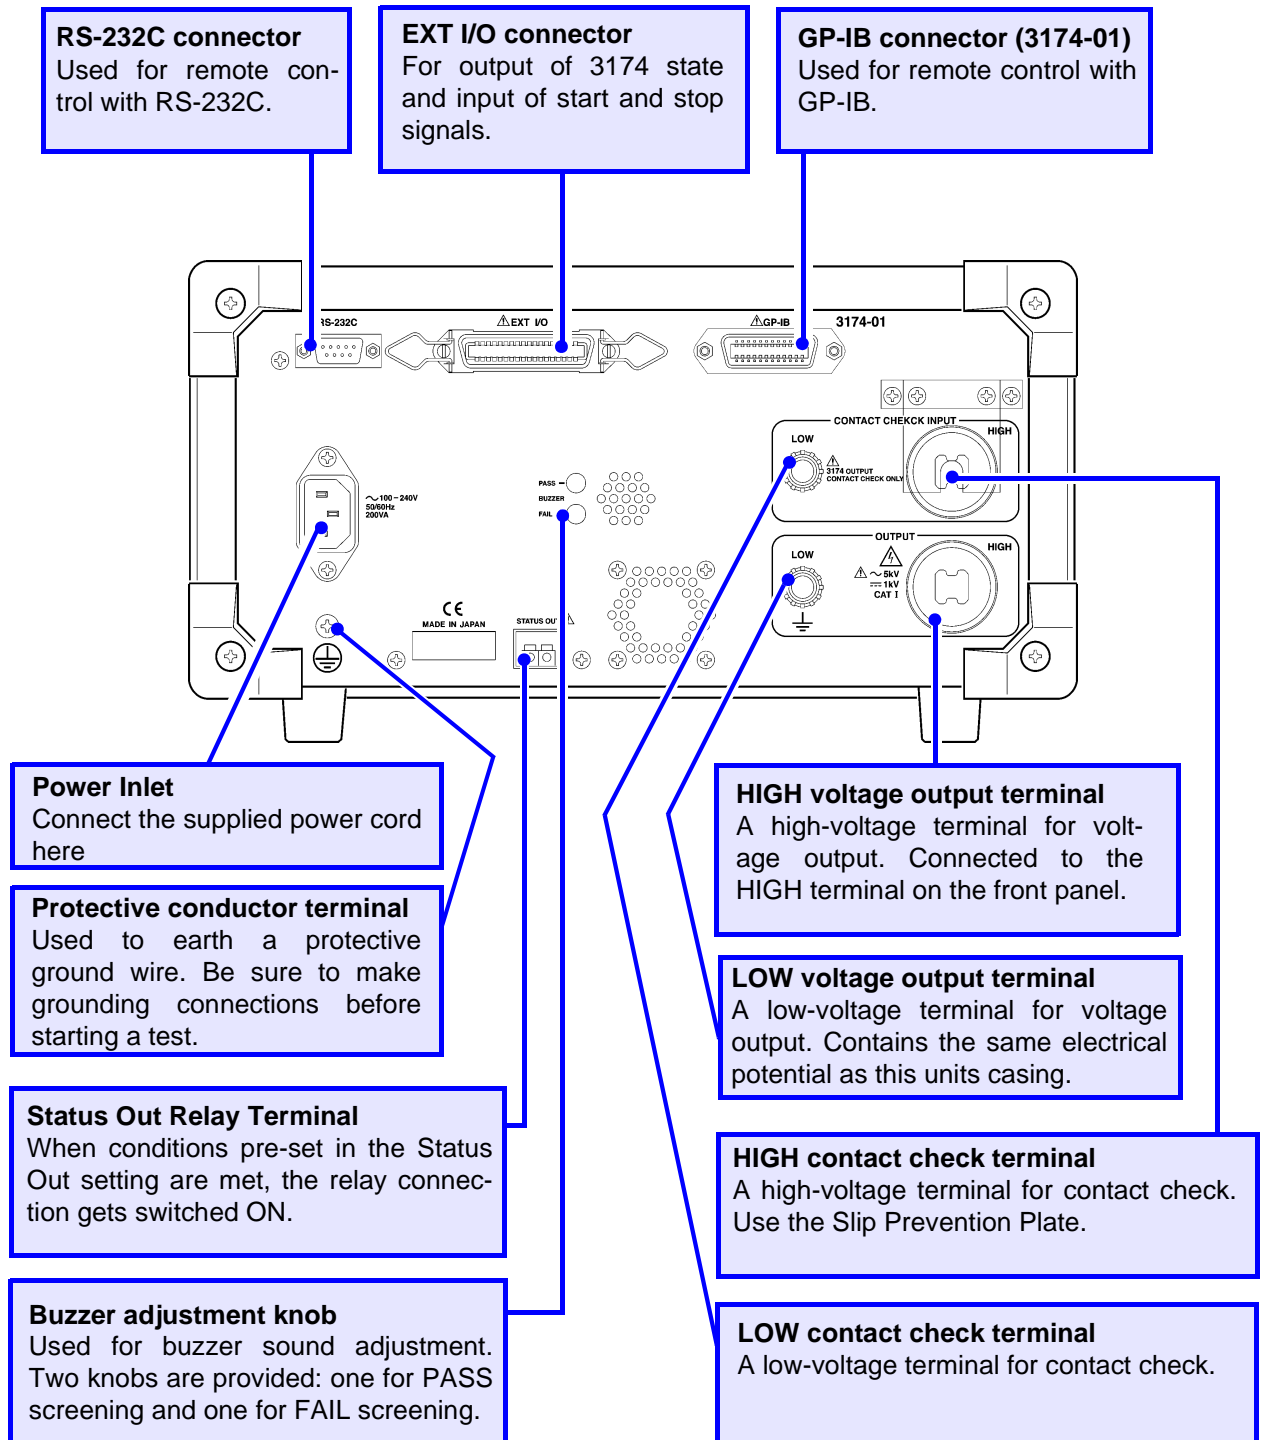 RS-232C connector
Used for remote con-
trol with RS-232C.
EXT I/O connector
For output of 3174 state
and input of start and stop
signals.
GP-IB connector (3174-01)
Used for remote control with
GP-IB.
RS-232C
⚠EXT I/O
⚠GP-IB
3174-01
CONTACT CHEKCK INPUT
LOW
HIGH
⚠
3174 OUTPUT
CONTACT CHECK ONLY
PASS
BUZZER
FAIL
～100 – 240V
50/60Hz
200VA
OUTPUT
LOW
HIGH
⚠ ～ 5kV
⎓ 1kV
CAT I
CE
MADE IN JAPAN
STATUS OUT
Power Inlet
Connect the supplied power cord
here
Protective conductor terminal
Used to earth a protective
ground wire. Be sure to make
grounding connections before
starting a test.
Status Out Relay Terminal
When conditions pre-set in the Status
Out setting are met, the relay connec-
tion gets switched ON.
Buzzer adjustment knob
Used for buzzer sound adjustment.
Two knobs are provided: one for PASS
screening and one for FAIL screening.
HIGH voltage output terminal
A high-voltage terminal for volt-
age output. Connected to the
HIGH terminal on the front panel.
LOW voltage output terminal
A low-voltage terminal for voltage
output. Contains the same electrical
potential as this units casing.
HIGH contact check terminal
A high-voltage terminal for contact check.
Use the Slip Prevention Plate.
LOW contact check terminal
A low-voltage terminal for contact check.